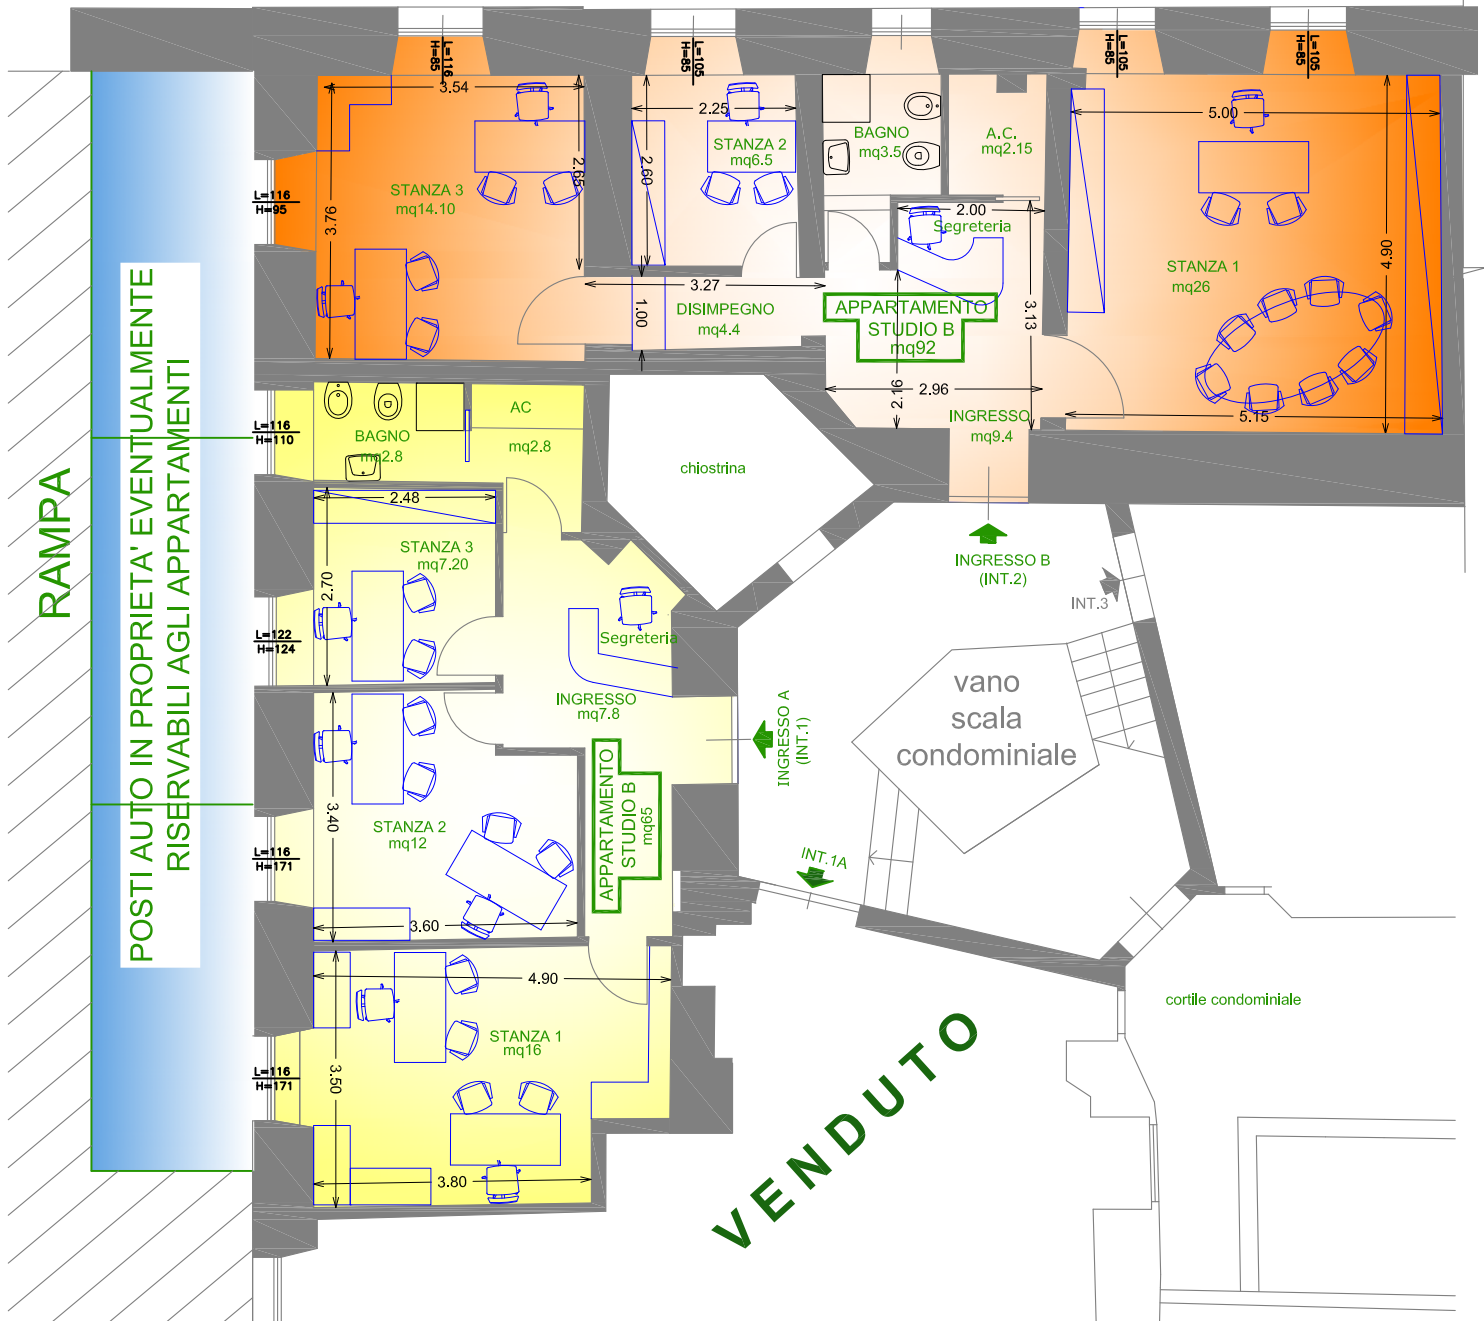 L=116
H=85
L=105
H=85
L=105
H=85
L=105
H=85
3.54
2.65
3.76
STANZA 3
mq14.10
L=116
H=95
2.25
2.60
STANZA 2
mq6.5
BAGNO
mq3.5
A.C.
mq2.15
2.00
Segreteria
5.00
4.90
STANZA 1
mq26
5.15
3.27
1.00
DISIMPEGNO
mq4.4
APPARTAMENTO
STUDIO B
mq92
3.13
2.16
2.96
INGRESSO
mq9.4
L=116
H=110
BAGNO
mq2.8
AC
mq2.8
chiostrina
2.48
STANZA 3
mq7.20
2.70
L=122
H=124
Segreteria
INGRESSO
mq7.8
INGRESSO B
(INT.2)
INT.3
INGRESSO A
(INT.1)
vano
scala
condominiale
APPARTAMENTO
STUDIO B
mq65
3.40
STANZA 2
mq12
3.60
L=116
H=171
INT.1A
4.90
STANZA 1
mq16
3.50
L=116
H=171
3.80
cortile condominiale
VENDUTO
RAMPA
POSTI AUTO IN PROPRIETA' EVENTUALMENTE
RISERVABILI AGLI APPARTAMENTI